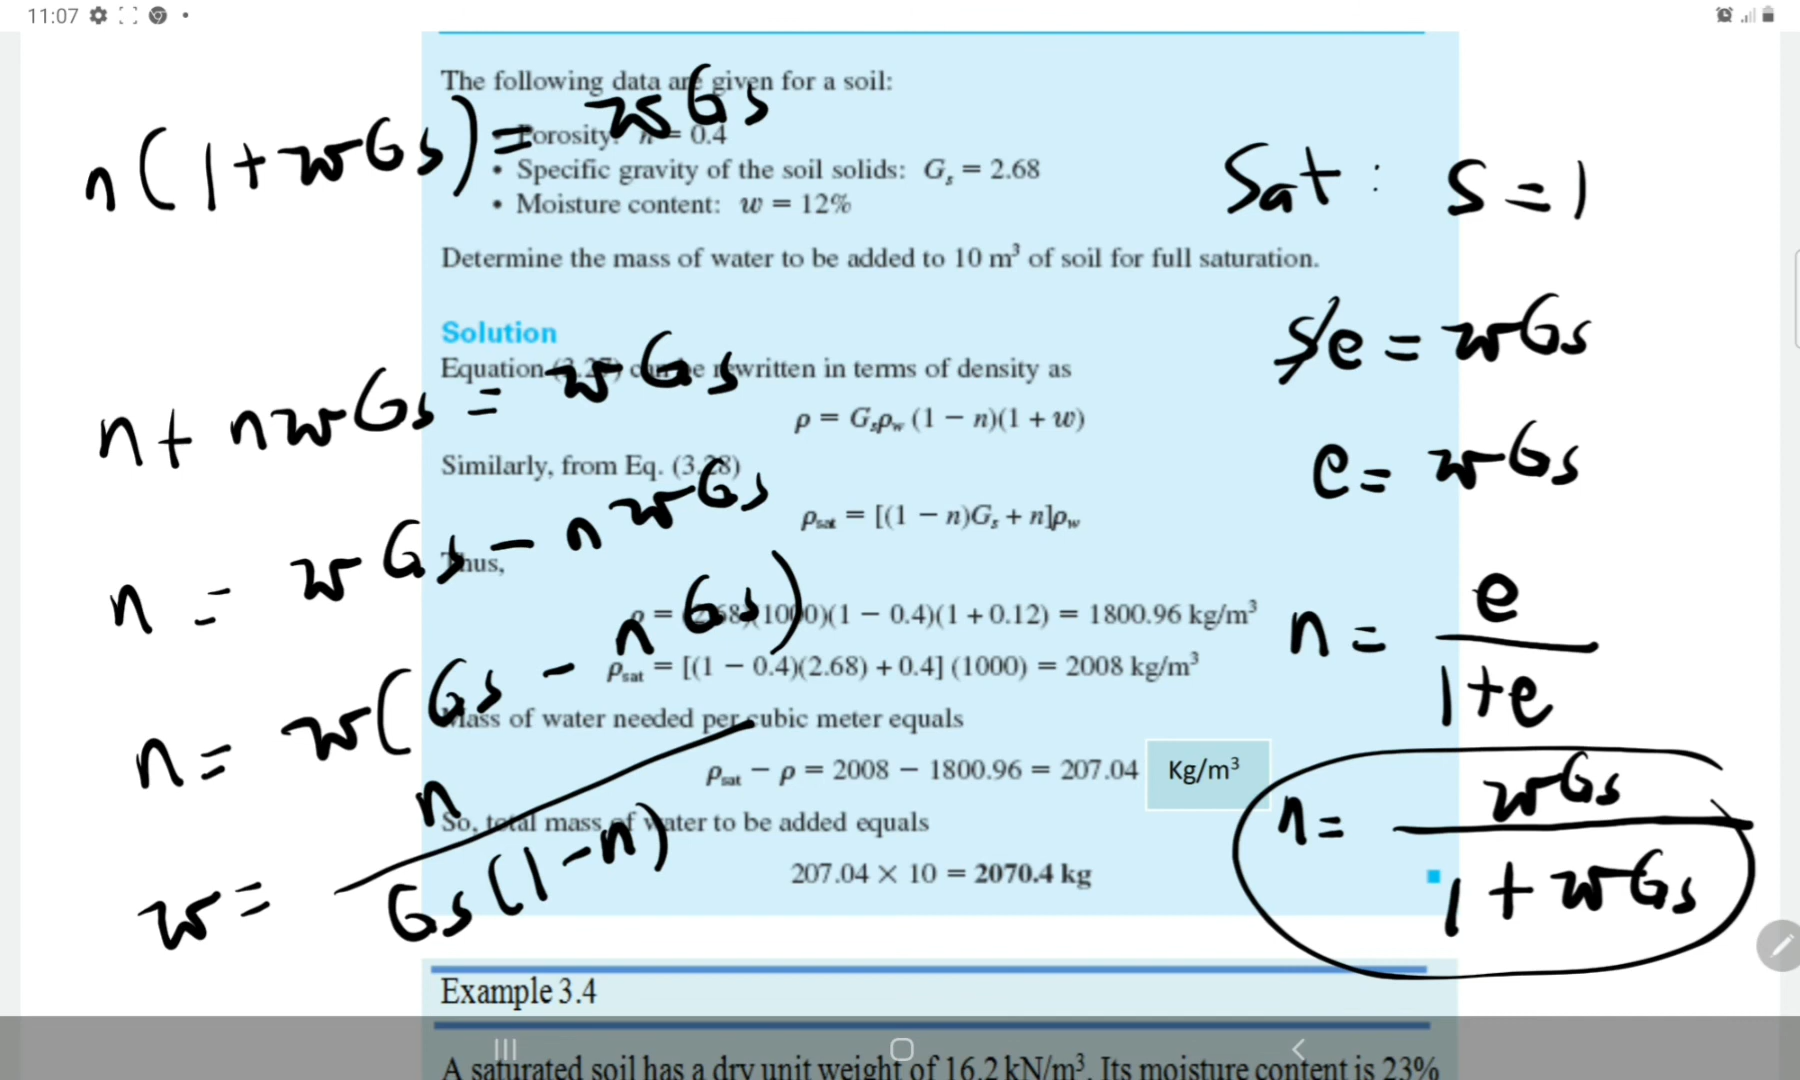 11:07
The following data are given for a soil:
• Porosity: n = 0.4
• Specific gravity of the soil solids: Gs = 2.68
• Moisture content: w = 12%
Determine the mass of water to be added to 10 m³ of soil for full saturation.
Solution
Equation can be rewritten in terms of density as
ρ = Gsρw (1 − n)(1 + w)
Similarly, from Eq. (3.28)
ρsat = [(1 − n)Gs + n]ρw
Thus,
ρ = (2.68)(1000)(1 − 0.4)(1 + 0.12) = 1800.96 kg/m³
ρsat = [(1 − 0.4)(2.68) + 0.4] (1000) = 2008 kg/m³
Mass of water needed per cubic meter equals
ρsat − ρ = 2008 − 1800.96 = 207.04 Kg/m³
So, total mass of water to be added equals
207.04 × 10 = 2070.4 kg
Example 3.4
A saturated soil has a dry unit weight of 16.2 kN/m³. Its moisture content is 23%
n(1+wGs) = wGs
n + nwGs = wGs
n = wGs − nwGs
n = w(Gs − nGs)
w = n / Gs(1−n)
Sat: S = 1
Se = wGs
e = wGs
n = e / 1+e
n = wGs / 1+wGs